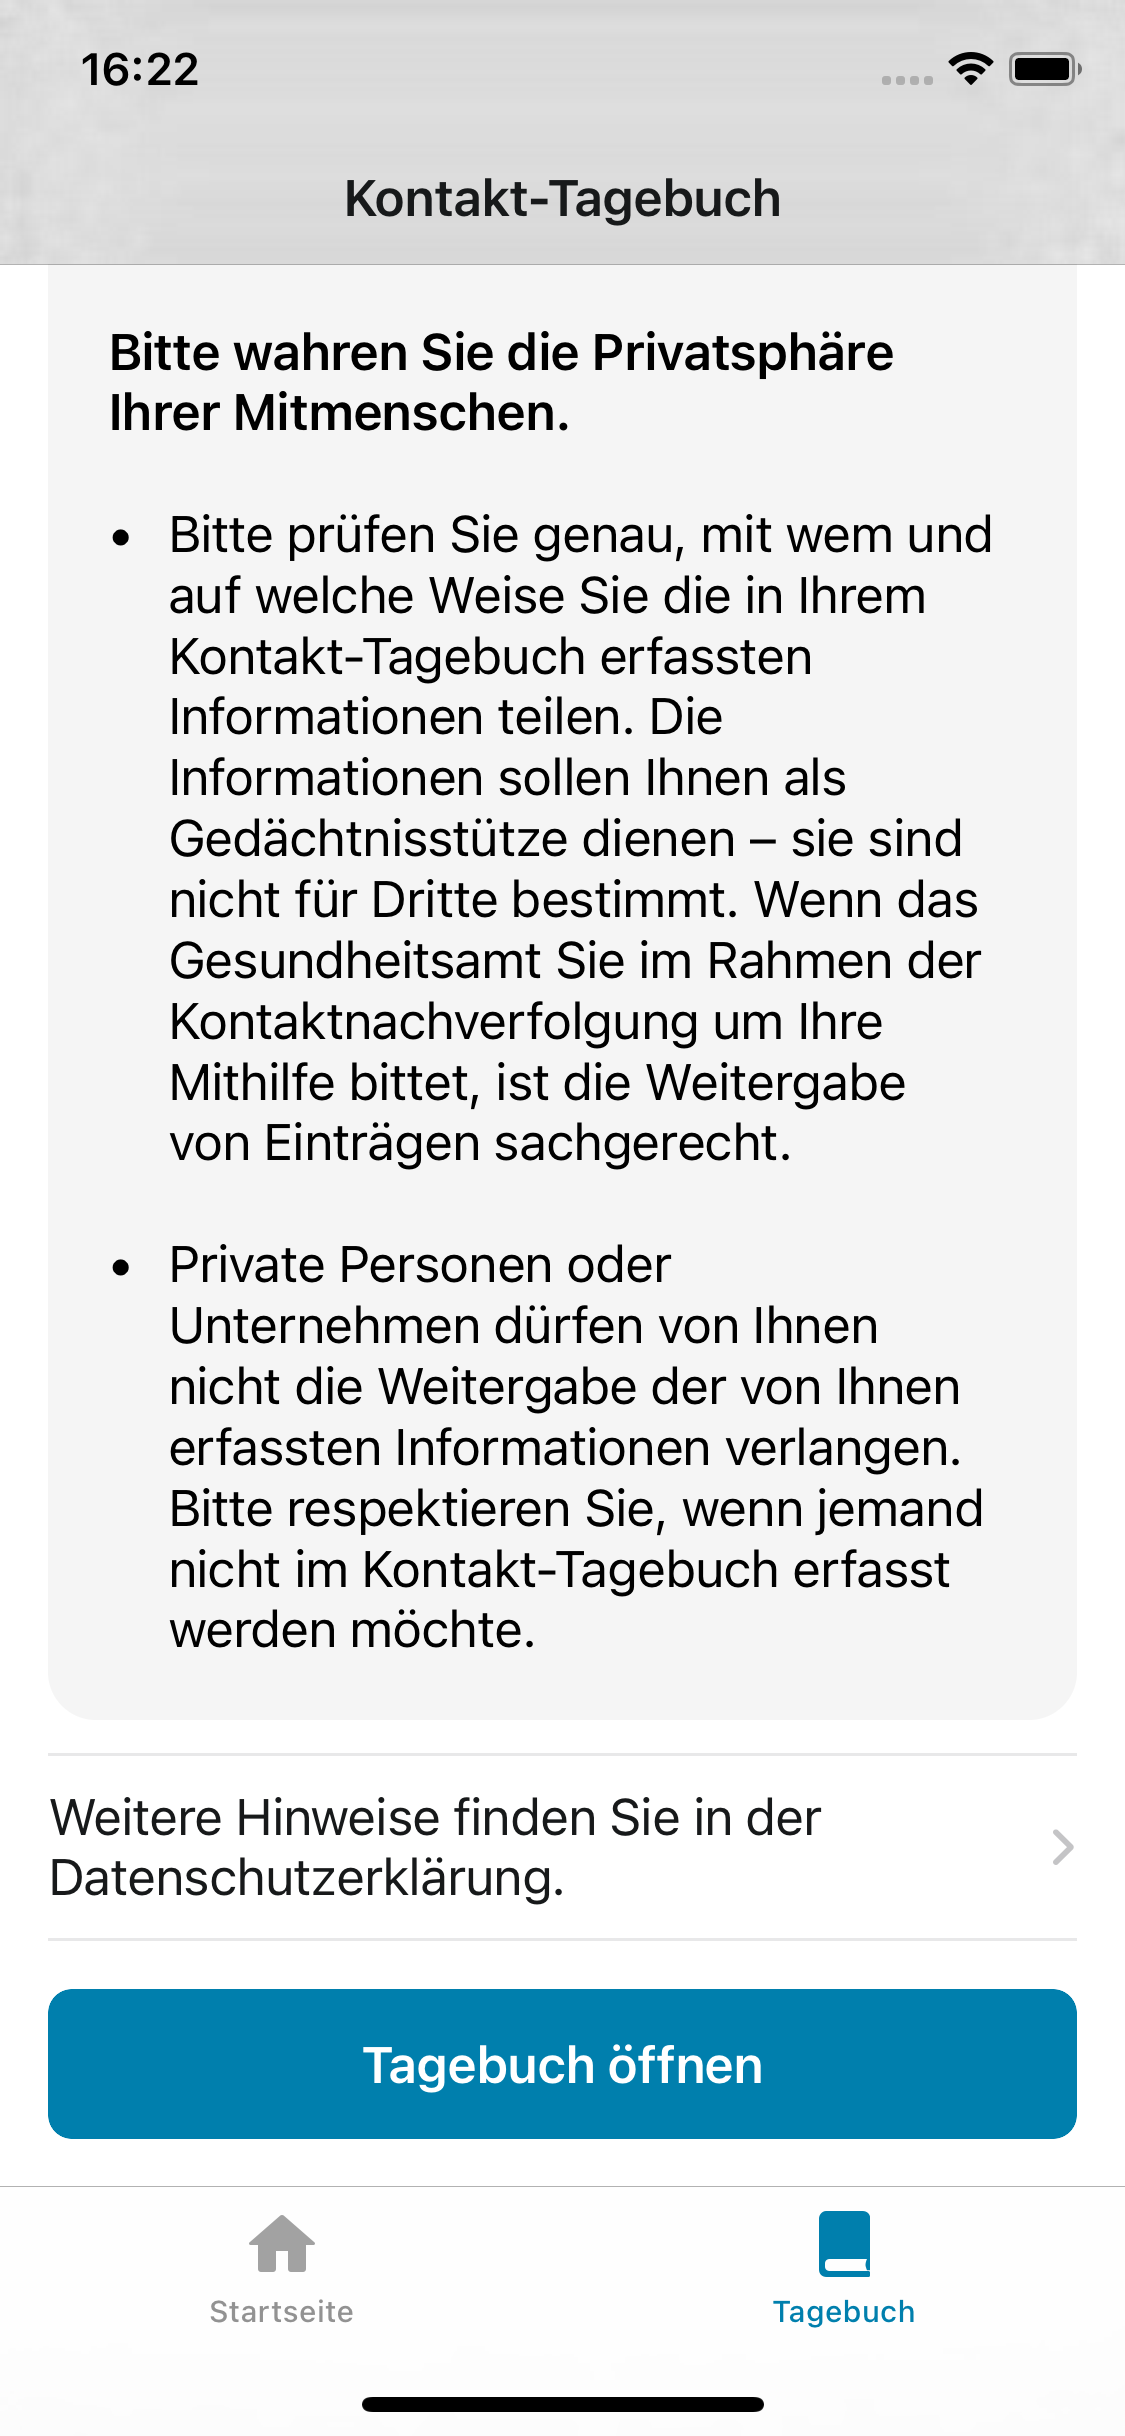 16:22
Kontakt-Tagebuch
Bitte wahren Sie die Privatsphäre
Ihrer Mitmenschen.
• Bitte prüfen Sie genau, mit wem und
auf welche Weise Sie die in Ihrem
Kontakt-Tagebuch erfassten
Informationen teilen. Die
Informationen sollen Ihnen als
Gedächtnisstütze dienen – sie sind
nicht für Dritte bestimmt. Wenn das
Gesundheitsamt Sie im Rahmen der
Kontaktnachverfolgung um Ihre
Mithilfe bittet, ist die Weitergabe
von Einträgen sachgerecht.
• Private Personen oder
Unternehmen dürfen von Ihnen
nicht die Weitergabe der von Ihnen
erfassten Informationen verlangen.
Bitte respektieren Sie, wenn jemand
nicht im Kontakt-Tagebuch erfasst
werden möchte.
Weitere Hinweise finden Sie in der
Datenschutzerklärung.
Tagebuch öffnen
Startseite
Tagebuch